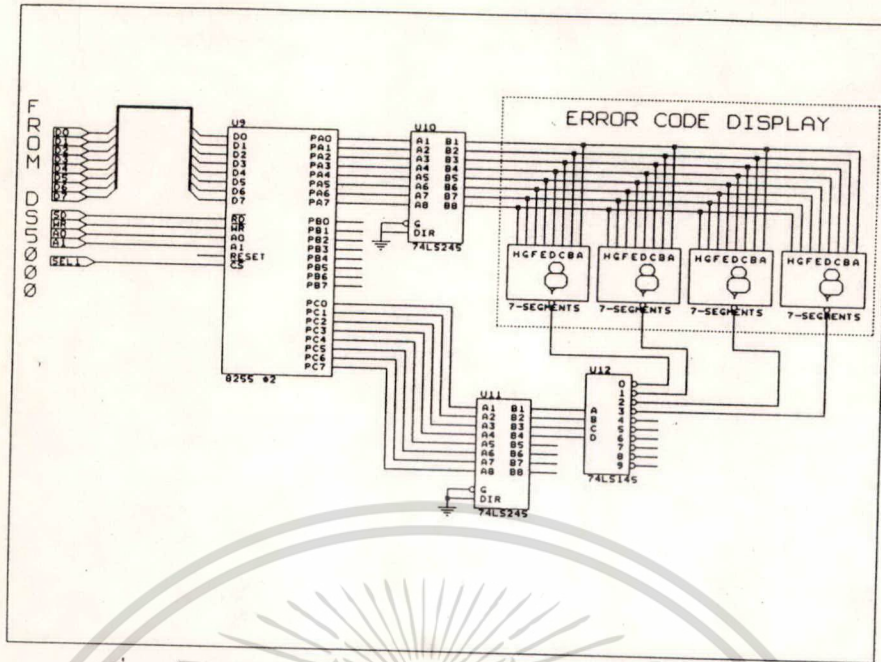 FROM DS5000
D0
D1
D2
D3
D4
D5
D6
D7
SD
WR
A0
A1
SEL1
U9
D0
D1
D2
D3
D4
D5
D6
D7
RD
WR
A0
A1
RESET
CS
PA0
PA1
PA2
PA3
PA4
PA5
PA6
PA7
PB0
PB1
PB2
PB3
PB4
PB5
PB6
PB7
PC0
PC1
PC2
PC3
PC4
PC5
PC6
PC7
8255 #2
U10
A1 B1
A2 B2
A3 B3
A4 B4
A5 B5
A6 B6
A7 B7
A8 B8
G
DIR
74LS245
ERROR CODE DISPLAY
HGFEDCBA HGFEDCBA HGFEDCBA HGFEDCBA
7-SEGMENTS 7-SEGMENTS 7-SEGMENTS 7-SEGMENTS
U11
A1 B1
A2 B2
A3 B3
A4 B4
A5 B5
A6 B6
A7 B7
A8 B8
G
DIR
74LS245
U12
A
B
C
D
0
1
2
3
4
5
6
7
8
9
74LS145